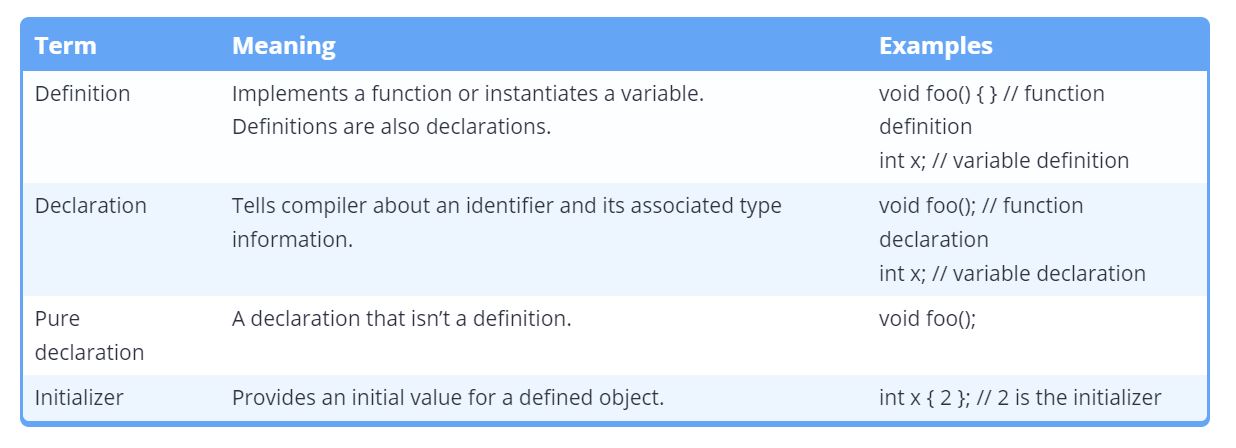 Term Meaning Examples
Definition Implements a function or instantiates a variable. void foo() { } // function
Definitions are also declarations. definition
int x; // variable definition
Declaration Tells compiler about an identifier and its associated type void foo(); // function
information. declaration
int x; // variable declaration
Pure A declaration that isn’t a definition. void foo();
declaration
Initializer Provides an initial value for a defined object. int x { 2 }; // 2 is the initializer